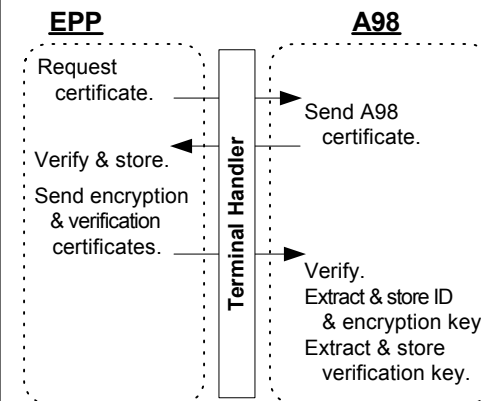 EPP
A98
Request
certificate.
Send A98
certificate.
Terminal Handler
Verify & store.
Send encryption
& verification
certificates.
Verify.
Extract & store ID
& encryption key
Extract & store
verification key.